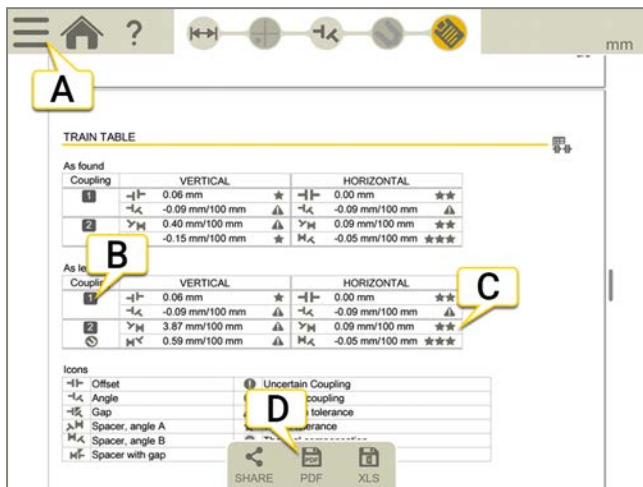 ?
mm
A
TRAIN TABLE
As found
Coupling VERTICAL HORIZONTAL
1 0.06 mm 0.00 mm
-0.09 mm/100 mm -0.09 mm/100 mm
2 0.40 mm/100 mm 0.09 mm/100 mm
-0.15 mm/100 mm -0.05 mm/100 mm
B
As le
Coupli VERTICAL HORIZONTAL
C
1 0.06 mm 0.00 mm
-0.09 mm/100 mm -0.09 mm/100 mm
2 3.87 mm/100 mm 0.09 mm/100 mm
0.59 mm/100 mm -0.05 mm/100 mm
Icons
Offset Uncertain Coupling
Angle coupling
Gap tolerance
D
Spacer, angle A tolerance
Spacer, angle B
Spacer with gap
SHARE PDF XLS